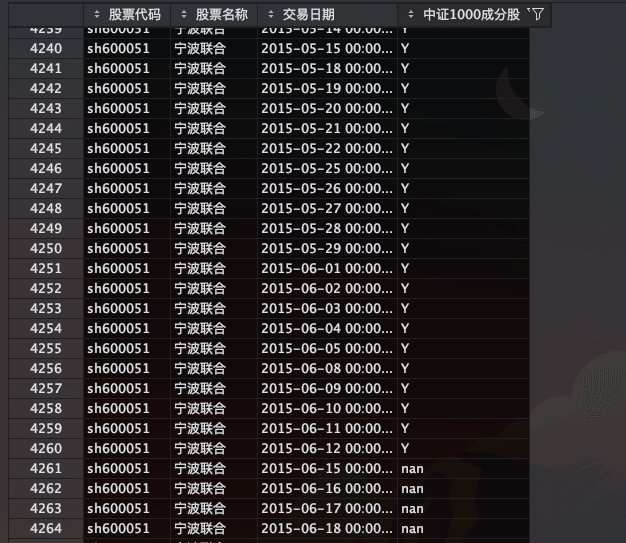 股票代码 股票名称 交易日期 中证1000成分股
4239 sh600051 宁波联合 2015-05-14 00:00... Y
4240 sh600051 宁波联合 2015-05-15 00:00... Y
4241 sh600051 宁波联合 2015-05-18 00:00... Y
4242 sh600051 宁波联合 2015-05-19 00:00... Y
4243 sh600051 宁波联合 2015-05-20 00:00... Y
4244 sh600051 宁波联合 2015-05-21 00:00... Y
4245 sh600051 宁波联合 2015-05-22 00:00... Y
4246 sh600051 宁波联合 2015-05-25 00:00... Y
4247 sh600051 宁波联合 2015-05-26 00:00... Y
4248 sh600051 宁波联合 2015-05-27 00:00... Y
4249 sh600051 宁波联合 2015-05-28 00:00... Y
4250 sh600051 宁波联合 2015-05-29 00:00... Y
4251 sh600051 宁波联合 2015-06-01 00:00... Y
4252 sh600051 宁波联合 2015-06-02 00:00... Y
4253 sh600051 宁波联合 2015-06-03 00:00... Y
4254 sh600051 宁波联合 2015-06-04 00:00... Y
4255 sh600051 宁波联合 2015-06-05 00:00... Y
4256 sh600051 宁波联合 2015-06-08 00:00... Y
4257 sh600051 宁波联合 2015-06-09 00:00... Y
4258 sh600051 宁波联合 2015-06-10 00:00... Y
4259 sh600051 宁波联合 2015-06-11 00:00... Y
4260 sh600051 宁波联合 2015-06-12 00:00... Y
4261 sh600051 宁波联合 2015-06-15 00:00... nan
4262 sh600051 宁波联合 2015-06-16 00:00... nan
4263 sh600051 宁波联合 2015-06-17 00:00... nan
4264 sh600051 宁波联合 2015-06-18 00:00... nan